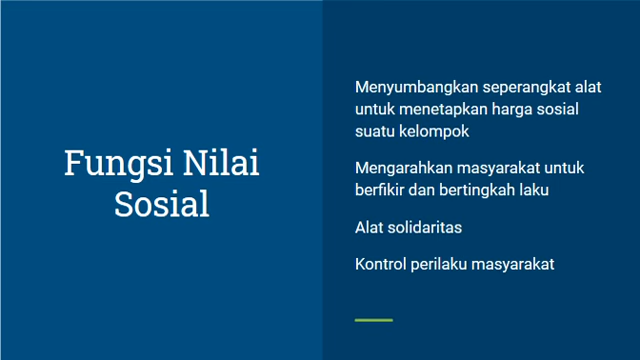 Fungsi Nilai
Sosial
Menyumbangkan seperangkat alat
untuk menetapkan harga sosial
suatu kelompok
Mengarahkan masyarakat untuk
berfikir dan bertingkah laku
Alat solidaritas
Kontrol perilaku masyarakat